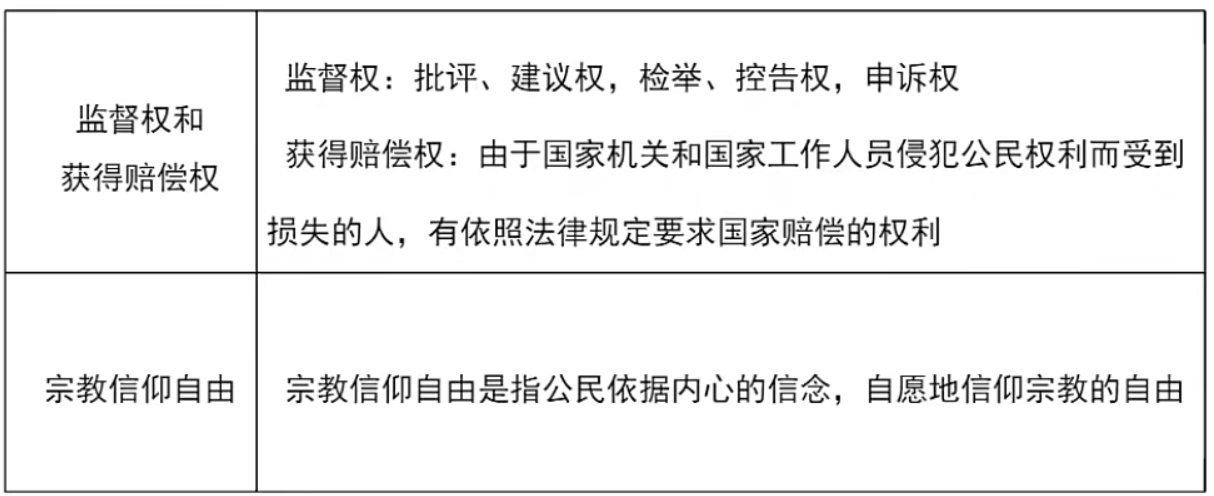 监督权和
获得赔偿权
监督权：批评、建议权，检举、控告权，申诉权
获得赔偿权：由于国家机关和国家工作人员侵犯公民权利而受到
损失的人，有依照法律规定要求国家赔偿的权利
宗教信仰自由
宗教信仰自由是指公民依据内心的信念，自愿地信仰宗教的自由